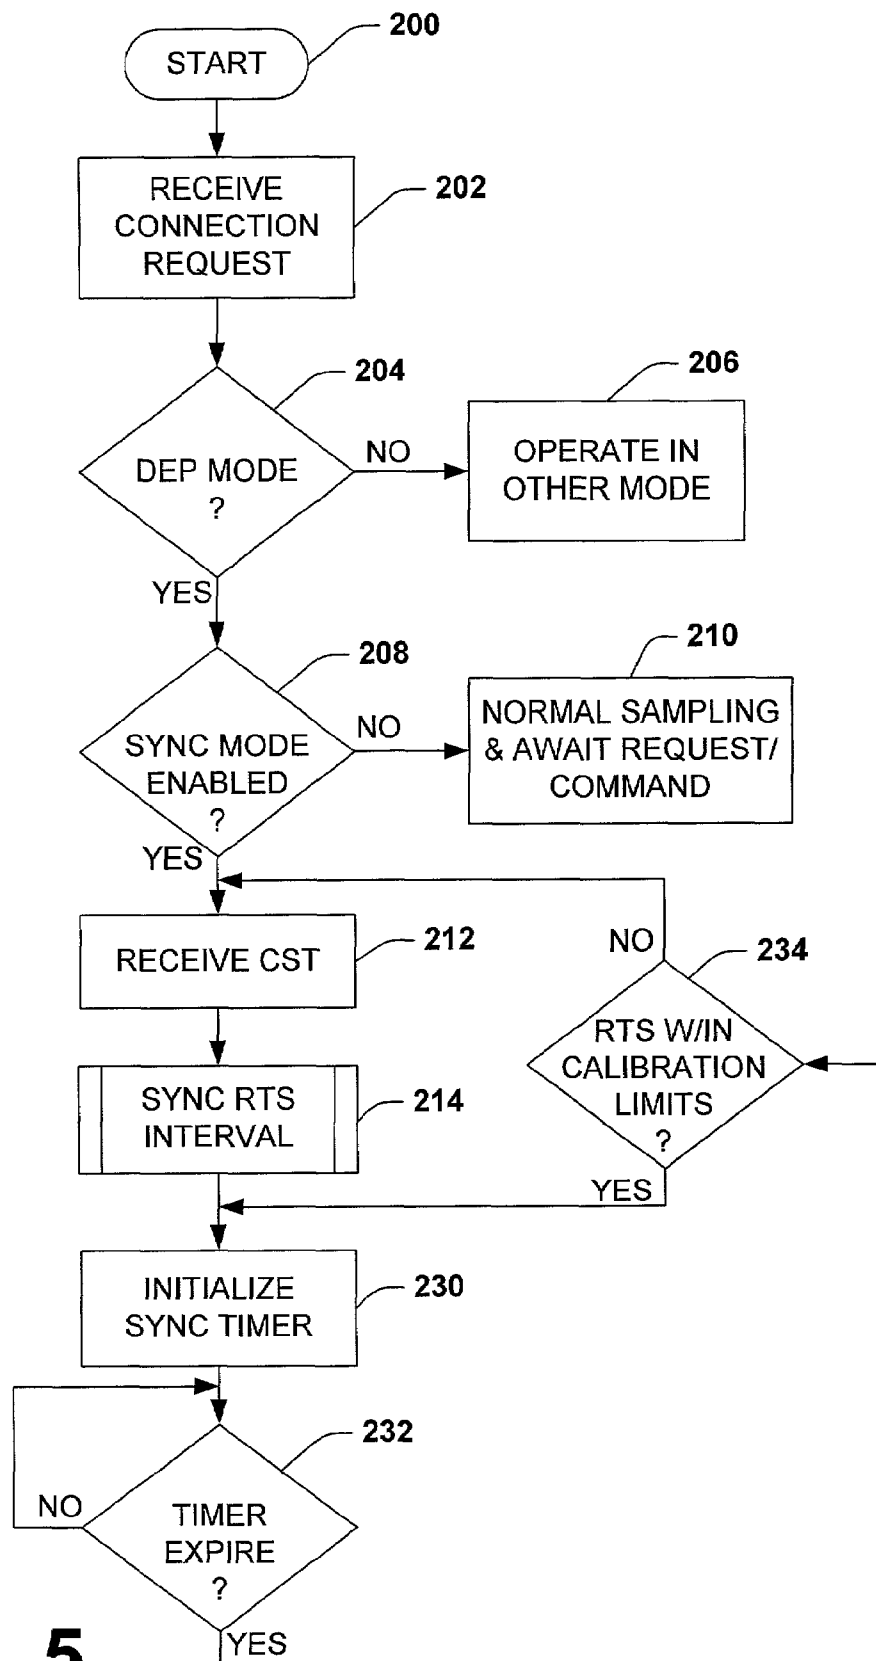 200
START
RECEIVE
CONNECTION
REQUEST
202
204
DEP MODE
?
NO
YES
206
OPERATE IN
OTHER MODE
208
SYNC MODE
ENABLED
?
NO
YES
210
NORMAL SAMPLING
& AWAIT REQUEST/
COMMAND
RECEIVE CST
212
NO
234
RTS W/IN
CALIBRATION
LIMITS
?
YES
SYNC RTS
INTERVAL
214
INITIALIZE
SYNC TIMER
230
232
TIMER
EXPIRE
?
NO
YES
5